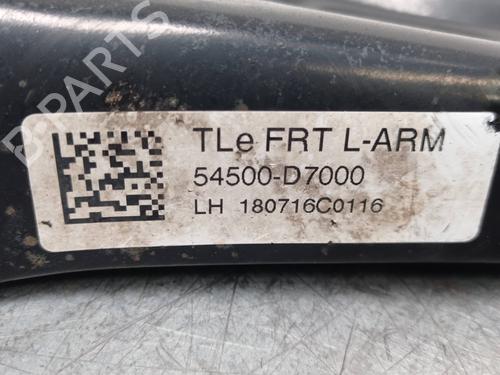 B-PARTS
TLe FRT L-ARM
54500-D7000
LH 180716C0116